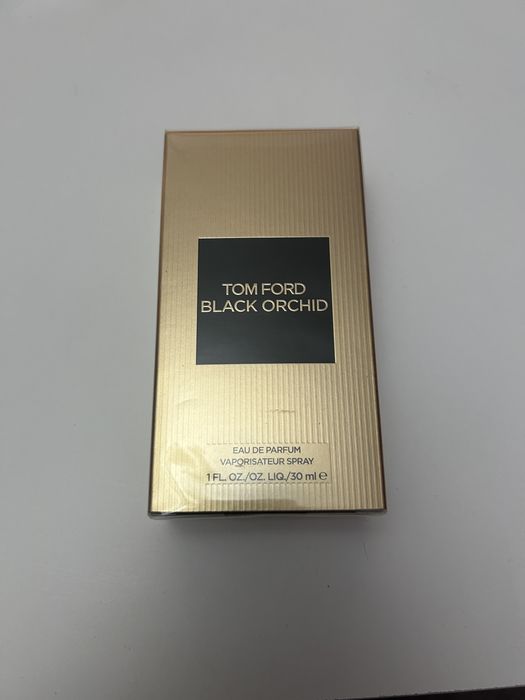 TOM FORD
BLACK ORCHID
EAU DE PARFUM
VAPORISATEUR SPRAY
1 FL. OZ./OZ. LIQ./30 ml ℮